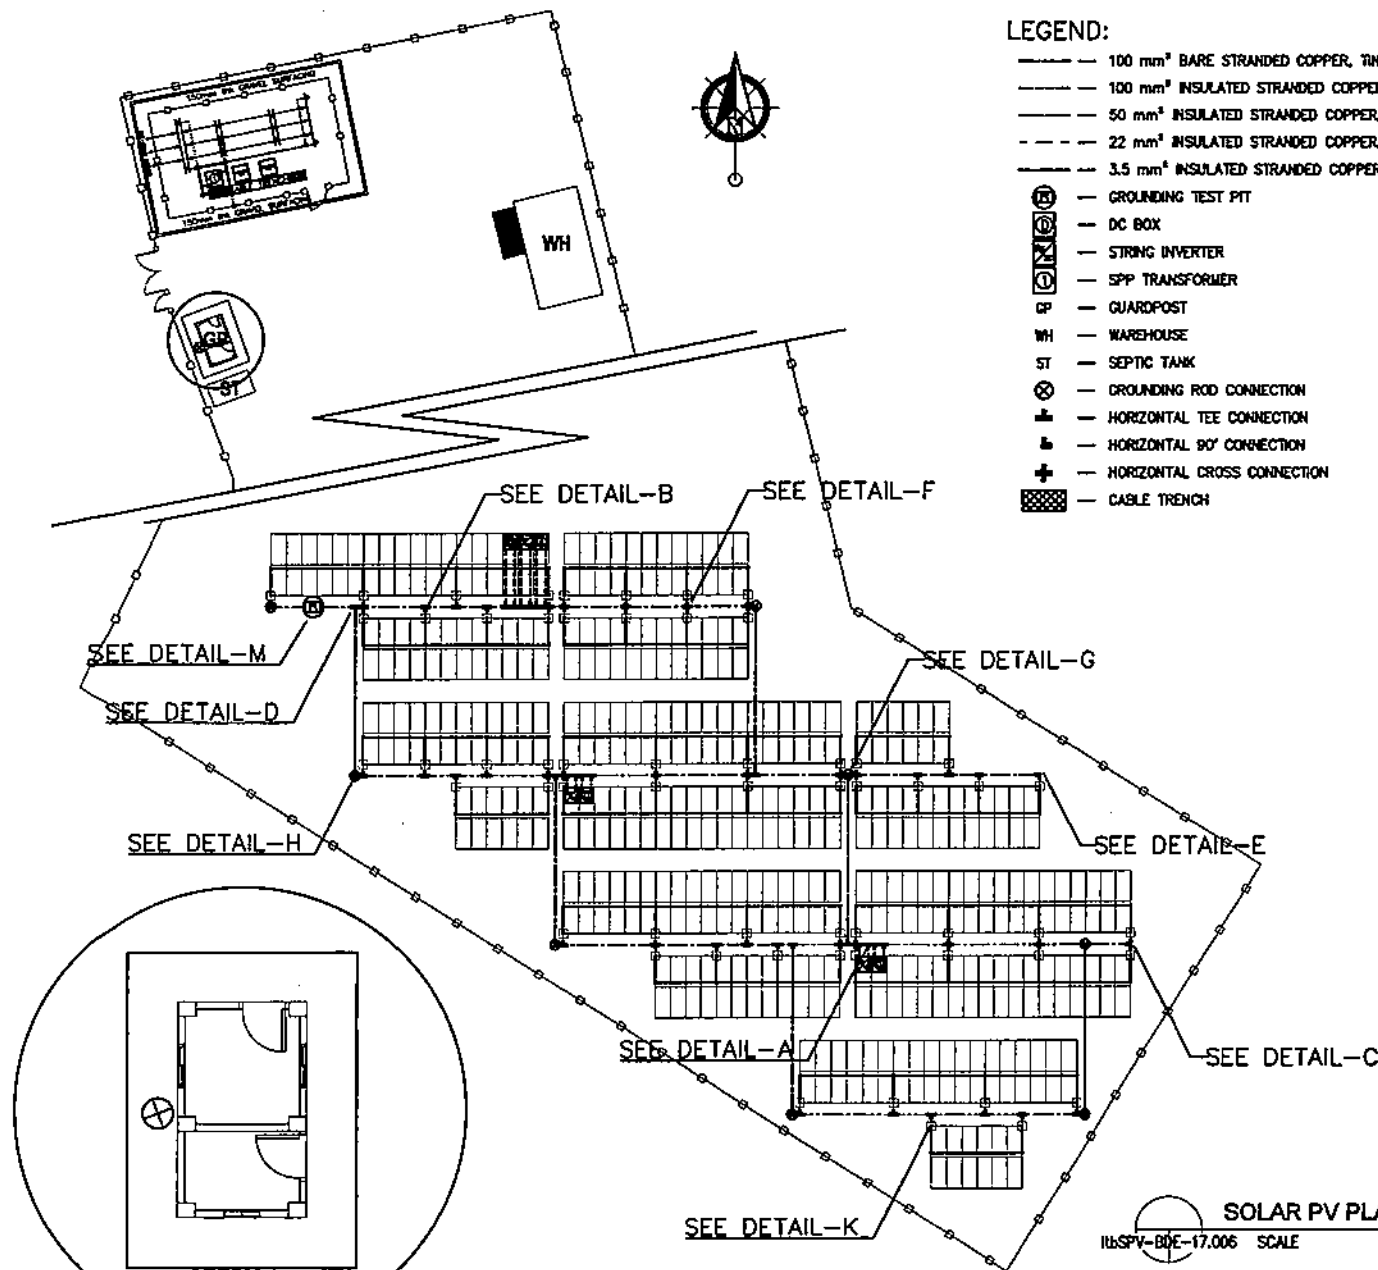 LEGEND:
100 mm² BARE STRANDED COPPER, TIN
100 mm² INSULATED STRANDED COPPER
50 mm² INSULATED STRANDED COPPER,
22 mm² INSULATED STRANDED COPPER,
3.5 mm² INSULATED STRANDED COPPER
GROUNDING TEST PIT
DC BOX
STRING INVERTER
SPP TRANSFORMER
GP — GUARDPOST
WH — WAREHOUSE
ST — SEPTIC TANK
GROUNDING ROD CONNECTION
HORIZONTAL TEE CONNECTION
HORIZONTAL 90° CONNECTION
HORIZONTAL CROSS CONNECTION
CABLE TRENCH
WH
GP
ST
SEE DETAIL-B
SEE DETAIL-F
SEE DETAIL-M
SEE DETAIL-G
SEE DETAIL-D
SEE DETAIL-H
SEE DETAIL-E
SEE DETAIL-A
SEE DETAIL-C
SEE DETAIL-K
SOLAR PV PLA
ItbSPV-BDE-17.006 SCALE